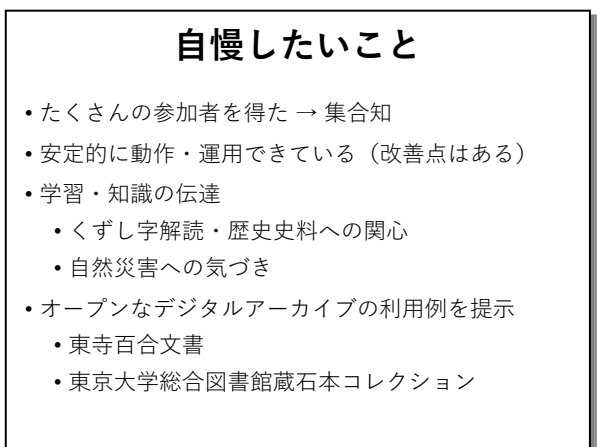 自慢したいこと
• たくさんの参加者を得た → 集合知
• 安定的に動作・運用できている（改善点はある）
• 学習・知識の伝達
• くずし字解読・歴史史料への関心
• 自然災害への気づき
• オープンなデジタルアーカイブの利用例を提示
• 東寺百合文書
• 東京大学総合図書館蔵石本コレクション